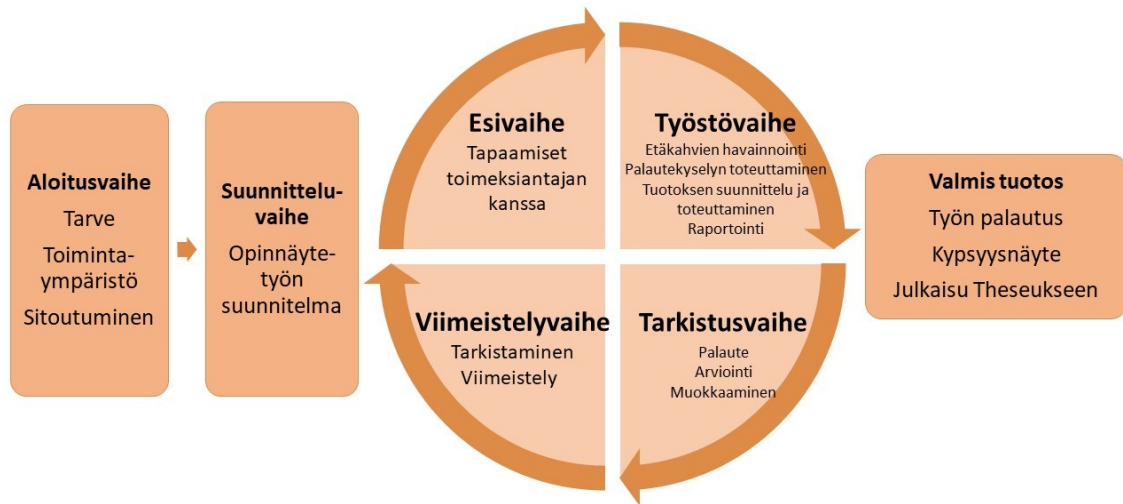 Aloitusvaihe
Tarve
Toiminta-
ympäristö
Sitoutuminen
Suunnittelu-
vaihe
Opinnäyte-
työn
suunnitelma
Esivaihe
Tapaamiset
toimeksiantajan
kanssa
Työstövaihe
Etäkahvien havainnointi
Palautekyselyn toteuttaminen
Tuotoksen suunnittelu ja
toteuttaminen
Raportointi
Tarkistusvaihe
Palaute
Arviointi
Muokkaaminen
Viimeistelyvaihe
Tarkistaminen
Viimeistely
Valmis tuotos
Työn palautus
Kypsyysnäyte
Julkaisu Theseukseen